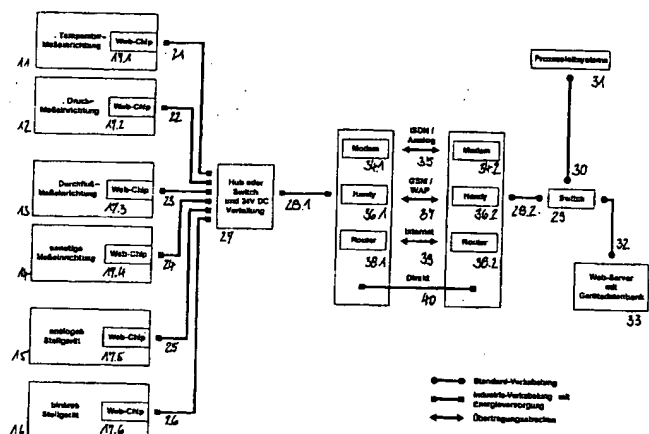 Temperatur-
Meßeinrichtung
Web-Chip
17.1
11
21
Druck-
Meßeinrichtung
Web-Chip
17.2
12
22
Durchfluß-
Meßeinrichtung
Web-Chip
17.3
13
23
sonstige
Meßeinrichtung
Web-Chip
17.4
14
24
analoges
Stellgerät
Web-Chip
17.5
15
25
binäres
Stellgerät
Web-Chip
17.6
16
26
Hub oder
Switch
und 24V DC
Verteilung
27
28.1
Modem
34.1
Handy
36.1
Router
38.1
ISDN /
Analog
35
GSM /
WAP
37
Internet
39
Direkt
40
Modem
34.2
Handy
36.2
Router
38.2
28.2
Prozessleitsysteme
31
30
Switch
29
32
Web-Server
mit
Gerätedatenbank
33
Standard-Verkabelung
Industrie-Verkabelung mit
Energieversorgung
Übertragungsstrecken